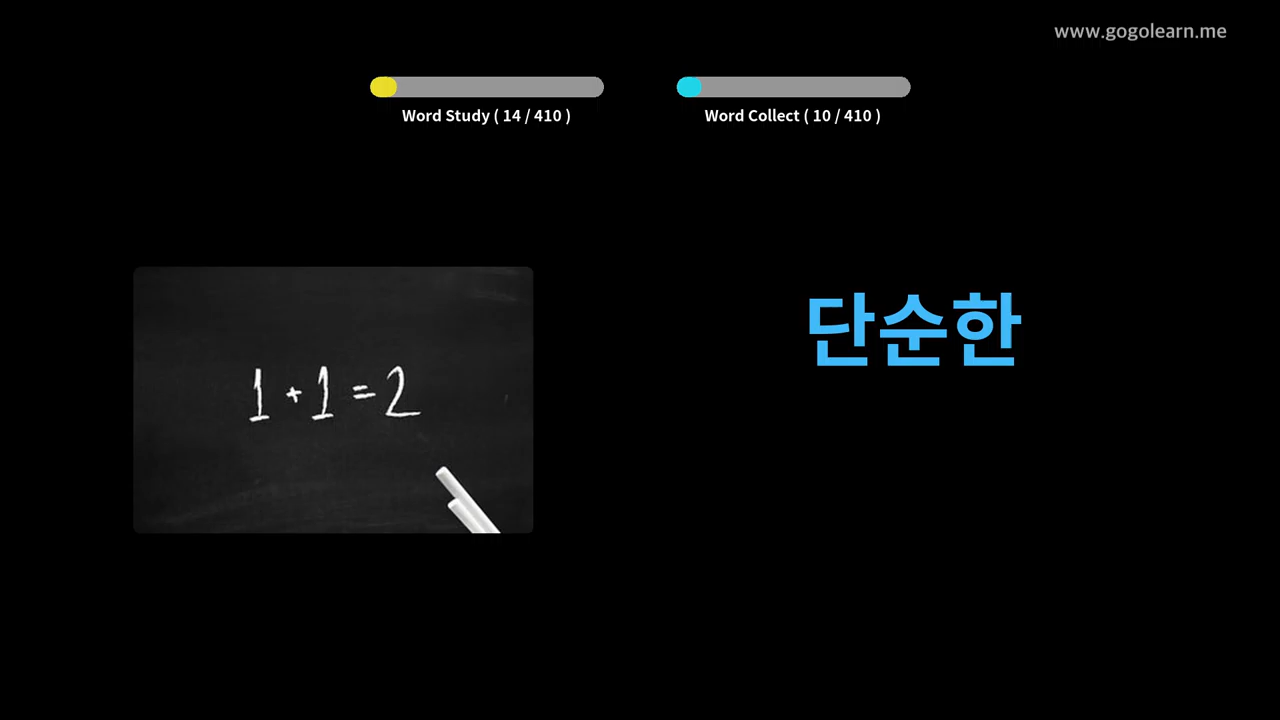 www.gogolearn.me
Word Study ( 14 / 410 )
Word Collect ( 10 / 410 )
단순한
1 + 1 = 2